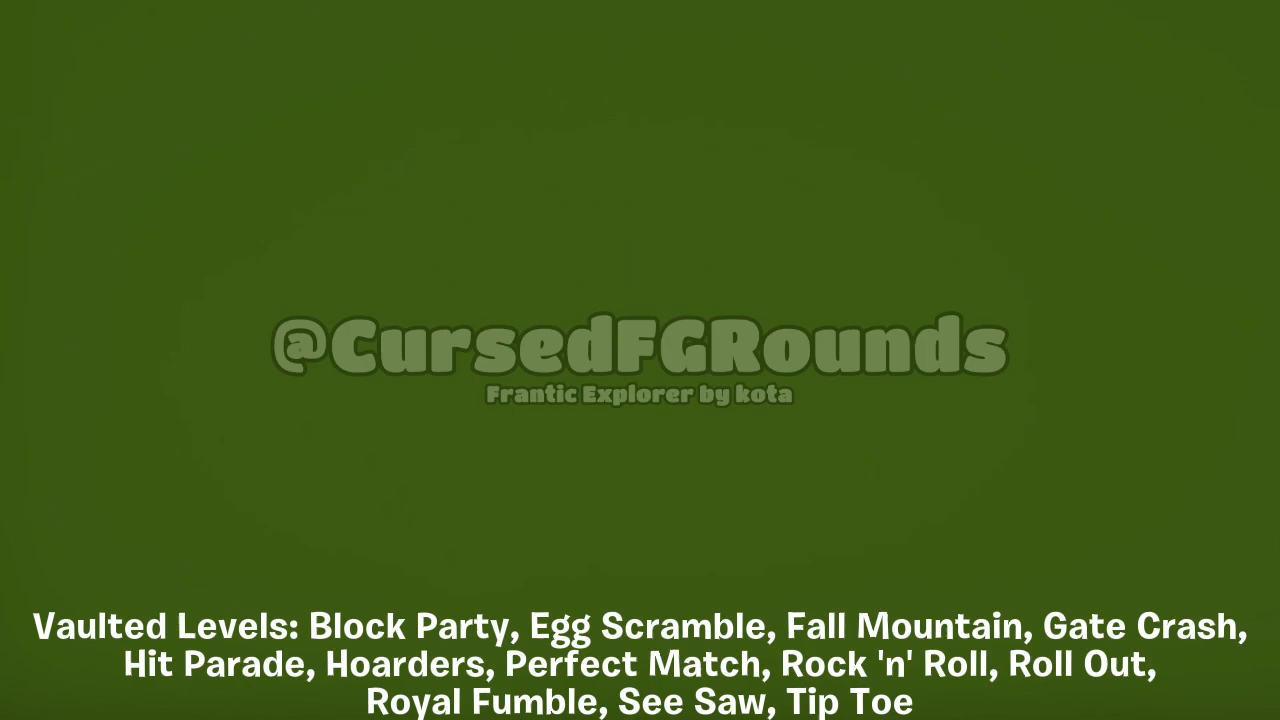 @CursedFGRounds
Frantic Explorer by kota
Vaulted Levels: Block Party, Egg Scramble, Fall Mountain, Gate Crash,
Hit Parade, Hoarders, Perfect Match, Rock 'n' Roll, Roll Out,
Royal Fumble, See Saw, Tip Toe